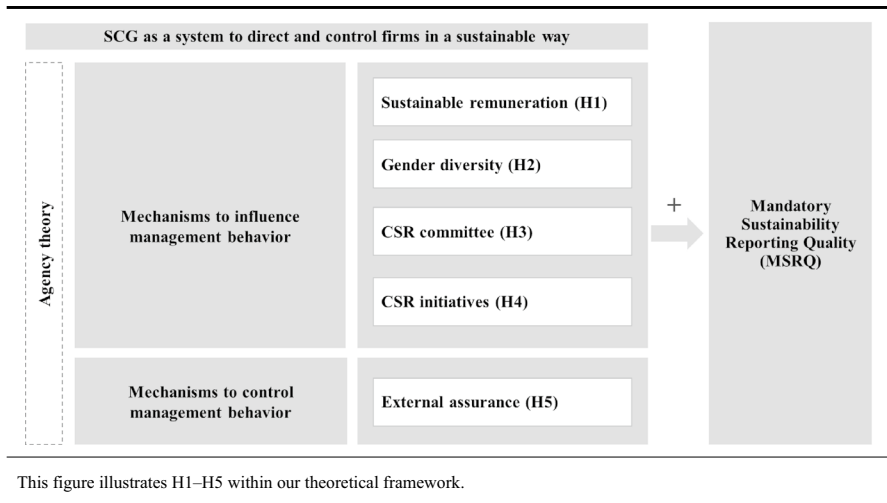 SCG as a system to direct and control firms in a sustainable way
Agency theory
Mechanisms to influence
management behavior
Sustainable remuneration (H1)
Gender diversity (H2)
CSR committee (H3)
CSR initiatives (H4)
Mechanisms to control
management behavior
External assurance (H5)
+
Mandatory
Sustainability
Reporting Quality
(MSRQ)
This figure illustrates H1–H5 within our theoretical framework.